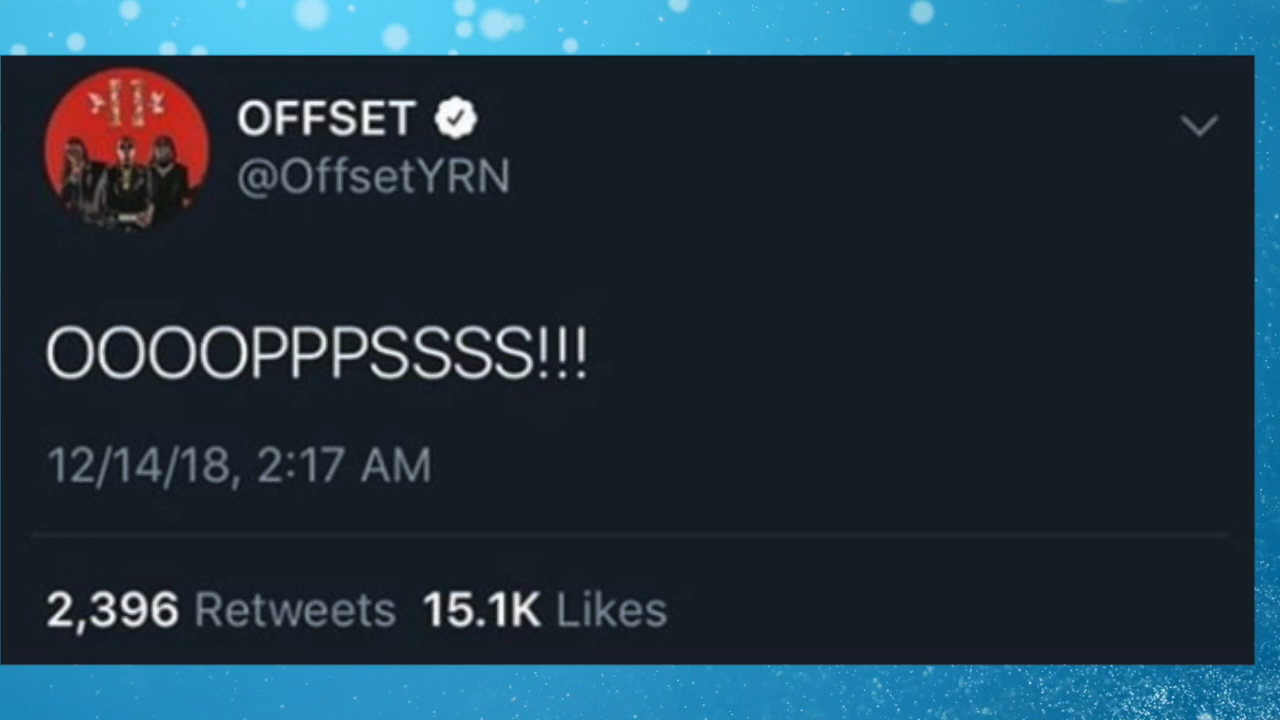 OFFSET
@OffsetYRN
OOOOPPPSSSS!!!
12/14/18, 2:17 AM
2,396 Retweets 15.1K Likes